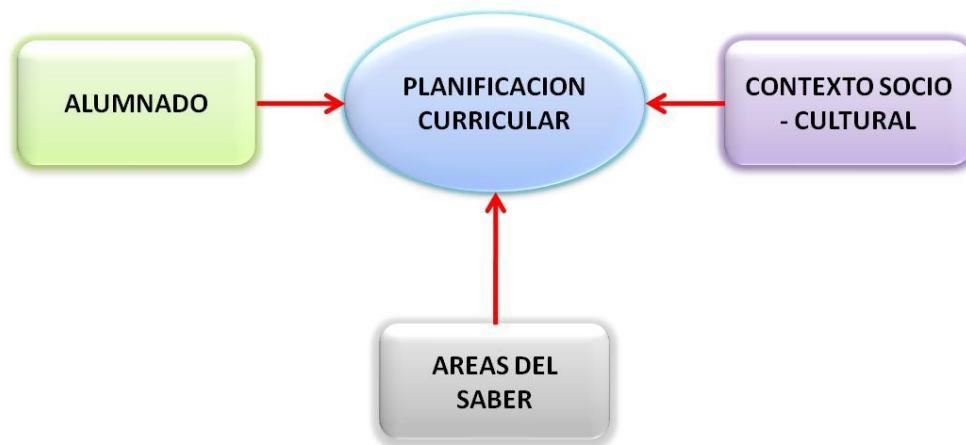 ALUMNADO
PLANIFICACION
CURRICULAR
CONTEXTO SOCIO
- CULTURAL
AREAS DEL
SABER